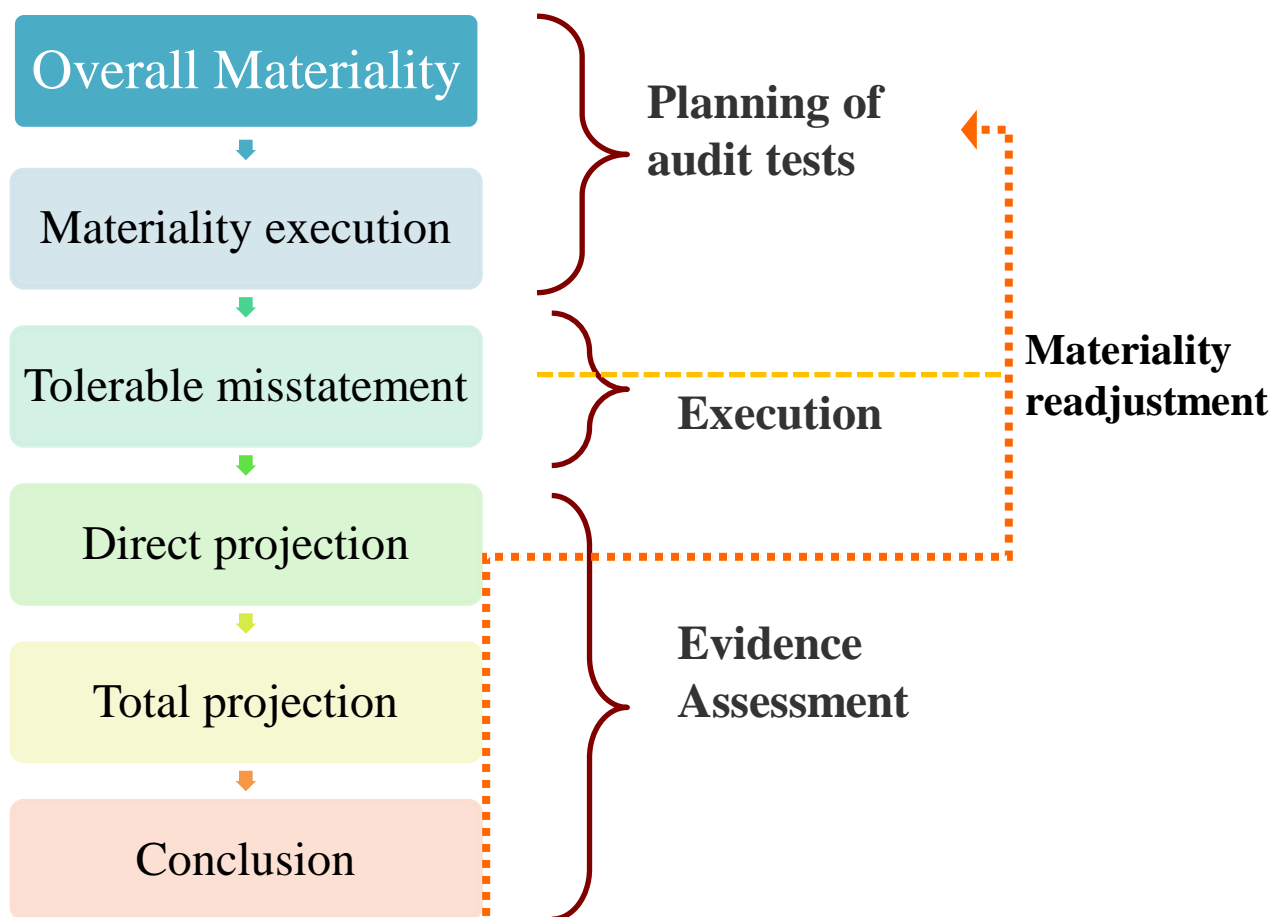 Overall Materiality
Materiality execution
Tolerable misstatement
Direct projection
Total projection
Conclusion
Planning of
audit tests
Execution
Evidence
Assessment
Materiality
readjustment